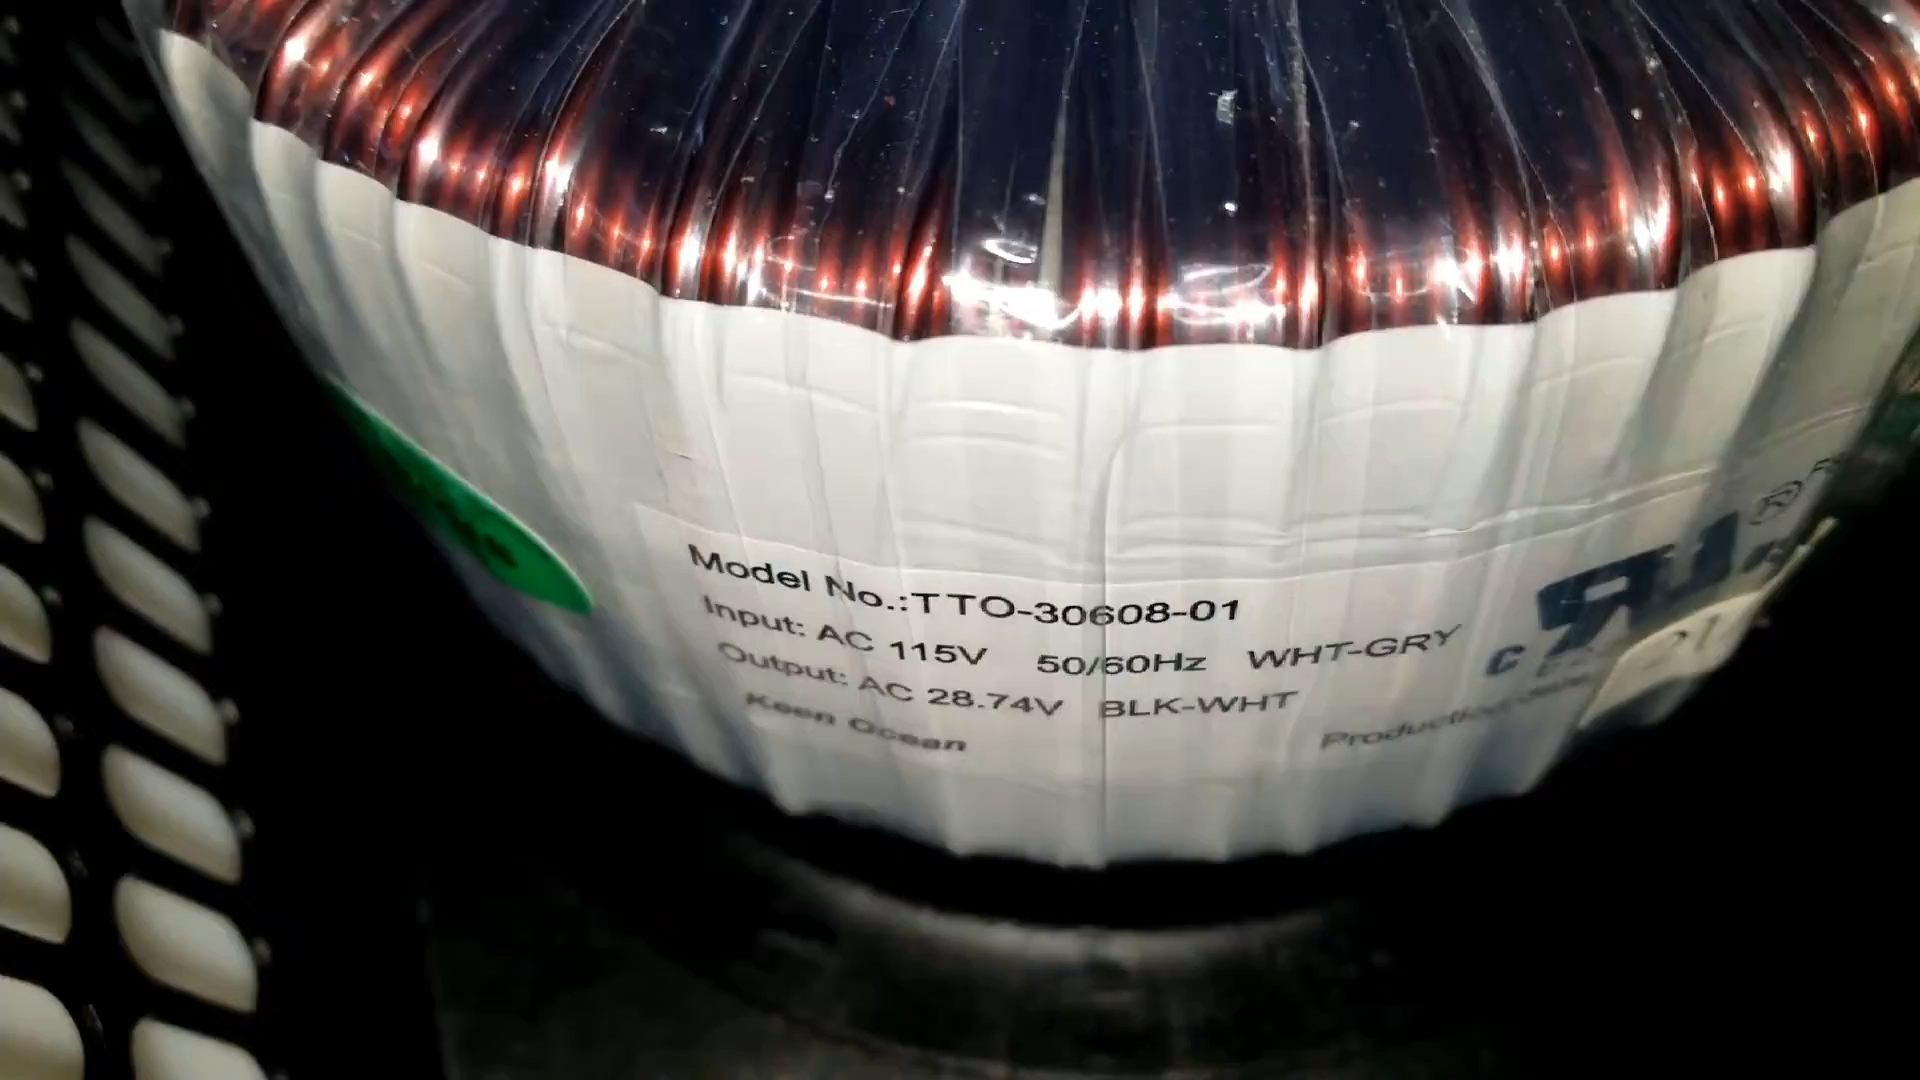 Model No.:TTO-30608-01
Input: AC 115V 50/60Hz WHT-GRY
Output: AC 28.74V BLK-WHT
Keen Ocean
Production
c
®